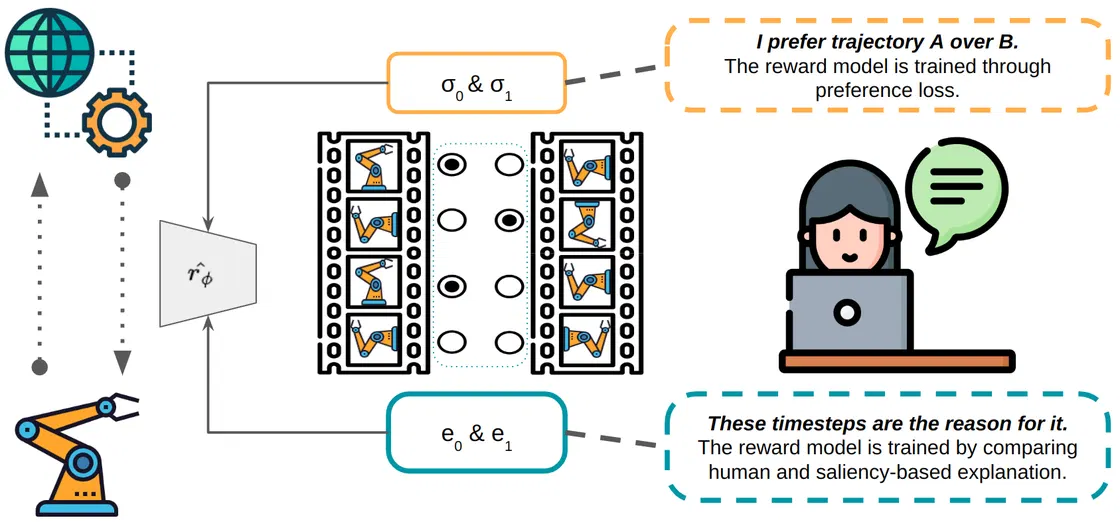 I prefer trajectory A over B.
The reward model is trained through
preference loss.
σ₀ & σ₁
r̂ϕ
e₀ & e₁
These timesteps are the reason for it.
The reward model is trained by comparing
human and saliency-based explanation.